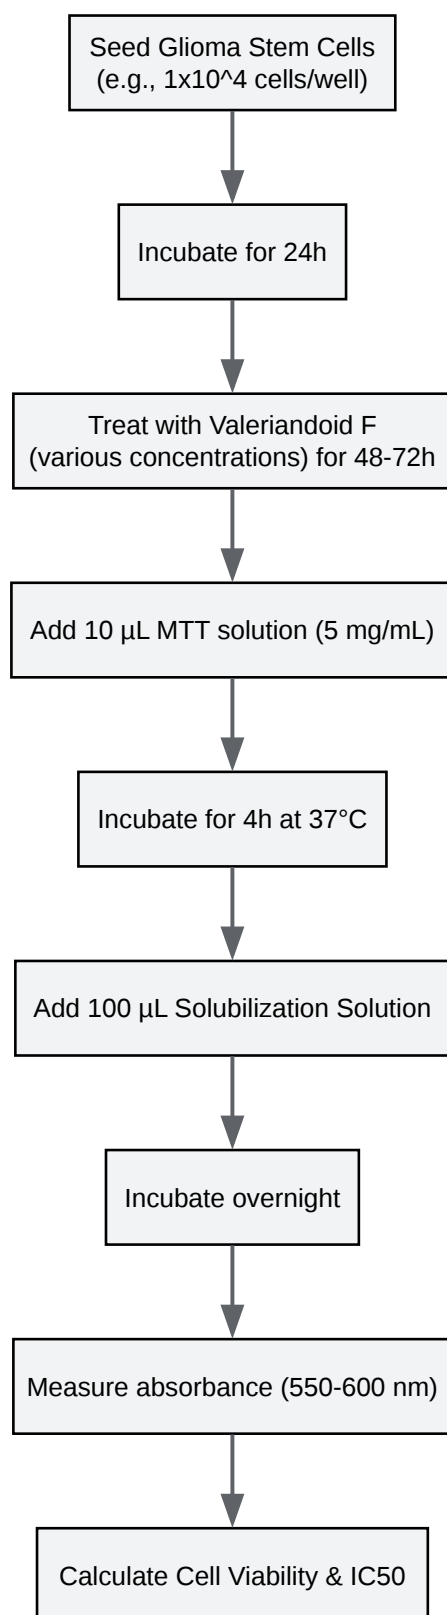 Seed Glioma Stem Cells
(e.g., 1x10^4 cells/well)
Incubate for 24h
Treat with Valeriandoid F
(various concentrations) for 48-72h
Add 10 µL MTT solution (5 mg/mL)
Incubate for 4h at 37°C
Add 100 µL Solubilization Solution
Incubate overnight
Measure absorbance (550-600 nm)
Calculate Cell Viability & IC50